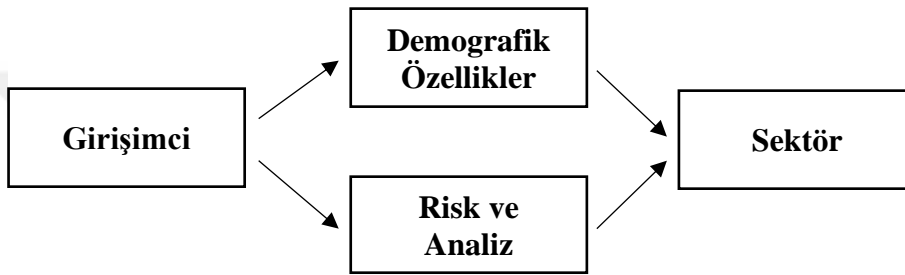 Demografik
Özellikler
Girişimci
Sektör
Risk ve
Analiz